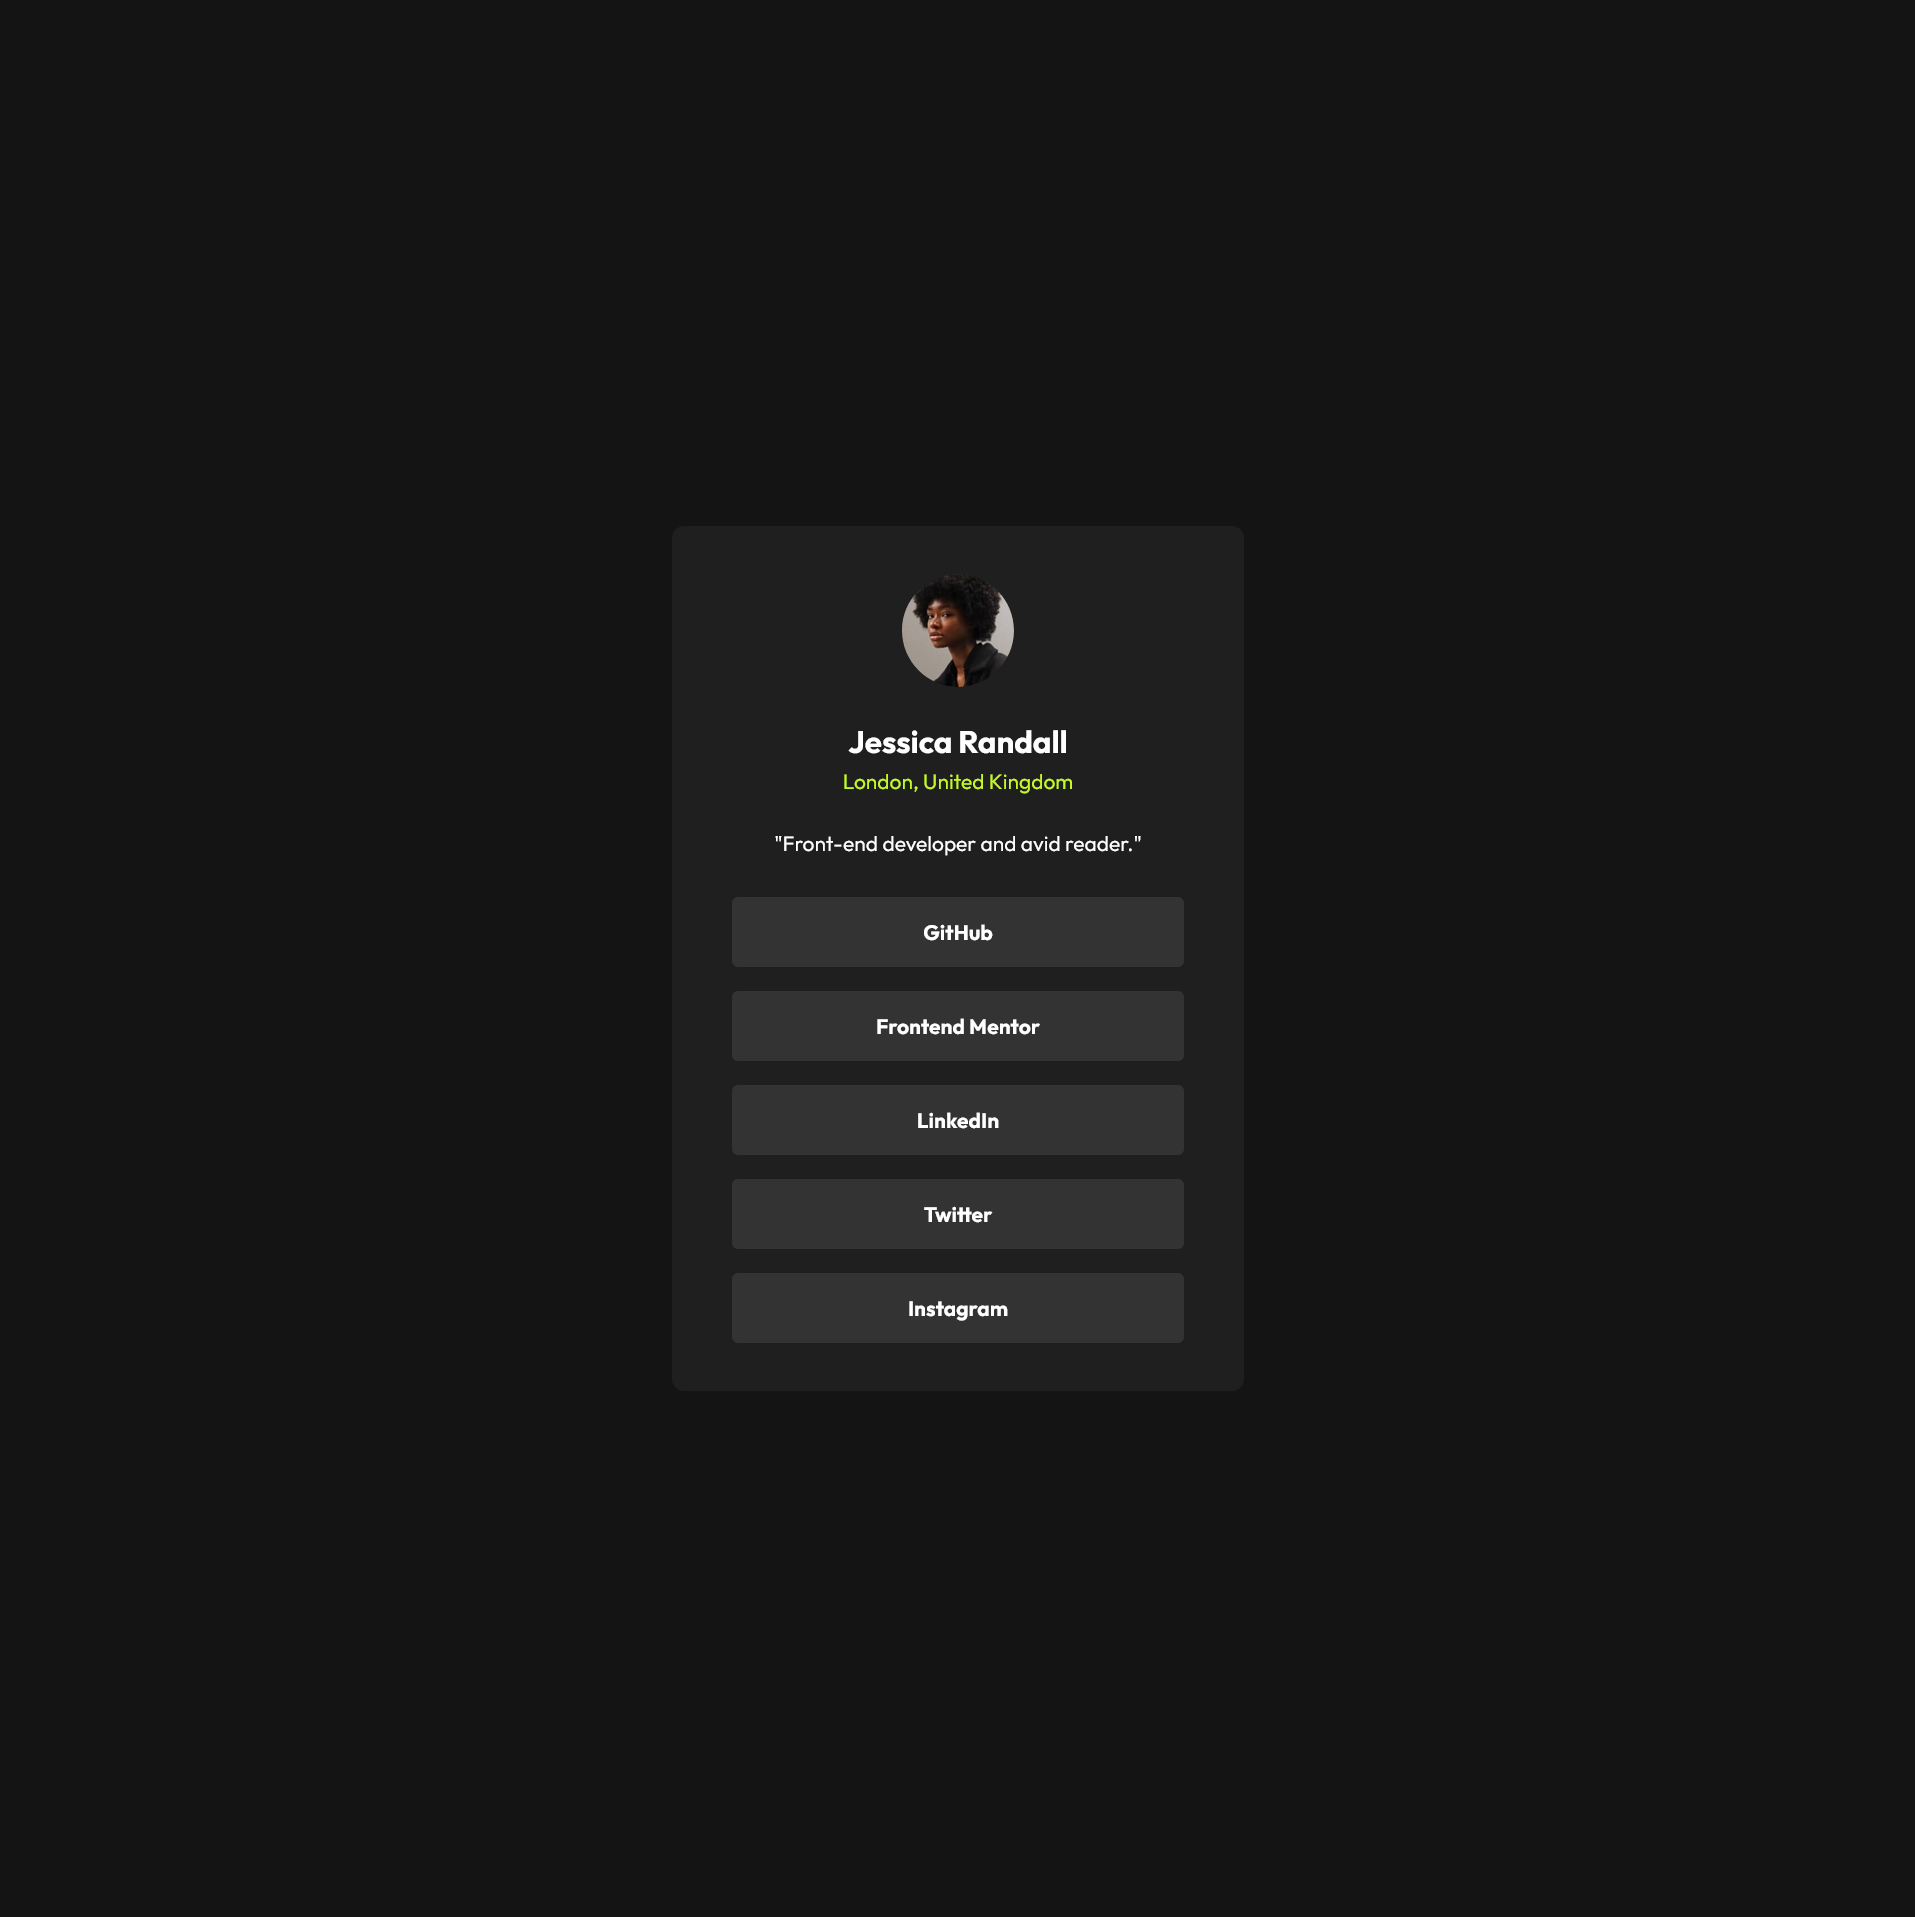 Jessica Randall
London, United Kingdom
"Front-end developer and avid reader."
GitHub
Frontend Mentor
LinkedIn
Twitter
Instagram